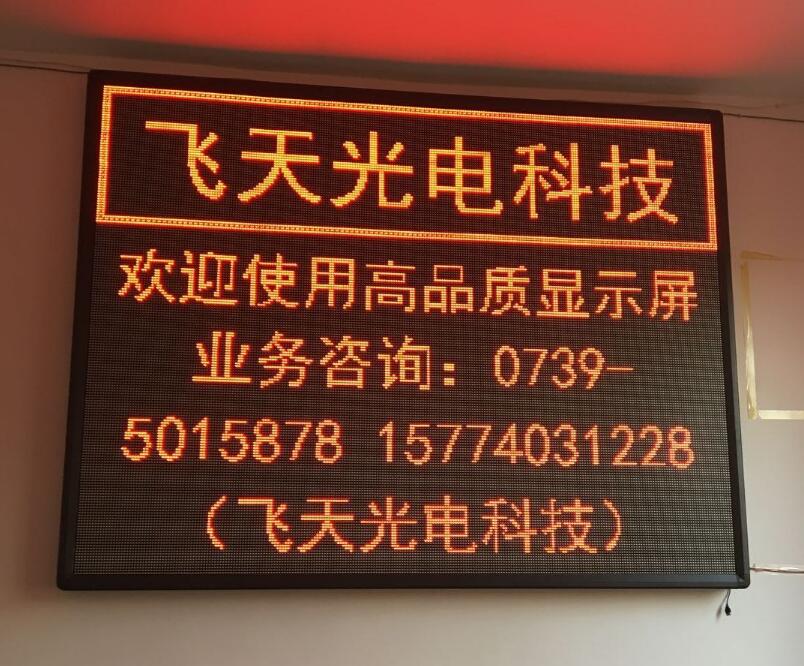 飞天光电科技
欢迎使用高品质显示屏
业务咨询：0739-
5015878 15774031228
（飞天光电科技）